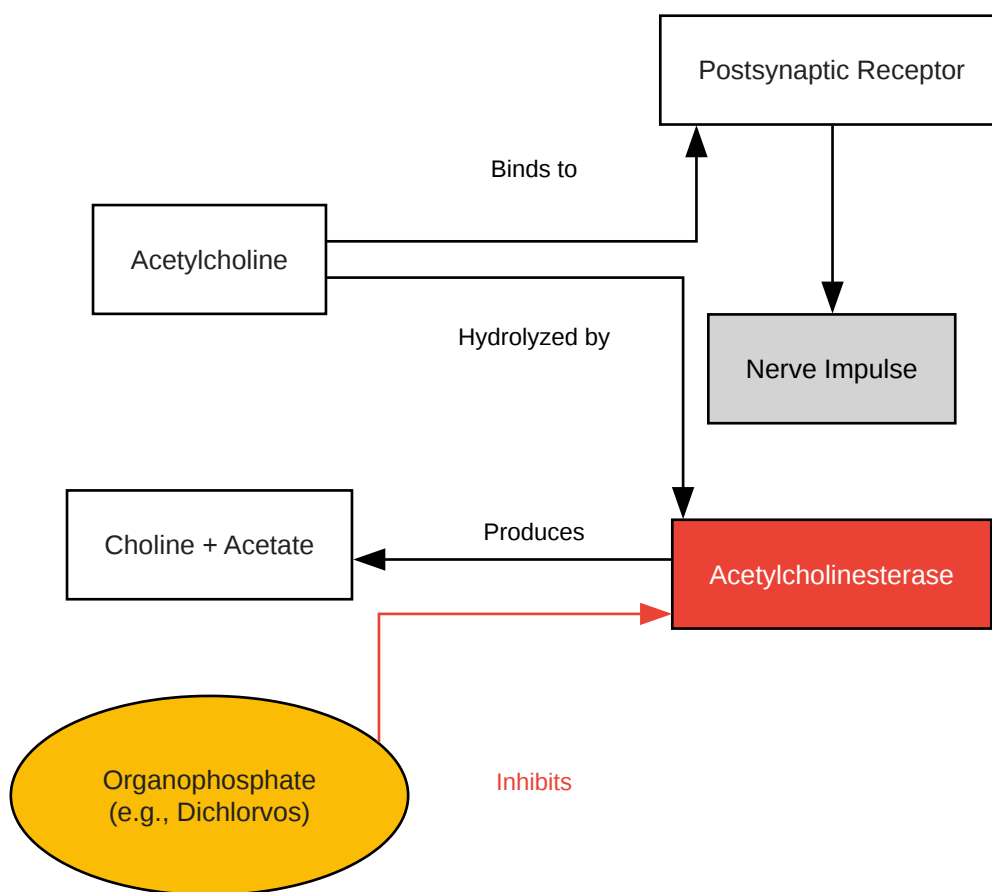 Postsynaptic Receptor
Binds to
Acetylcholine
Hydrolyzed by
Nerve Impulse
Produces
Choline + Acetate
Acetylcholinesterase
Organophosphate
(e.g., Dichlorvos)
Inhibits